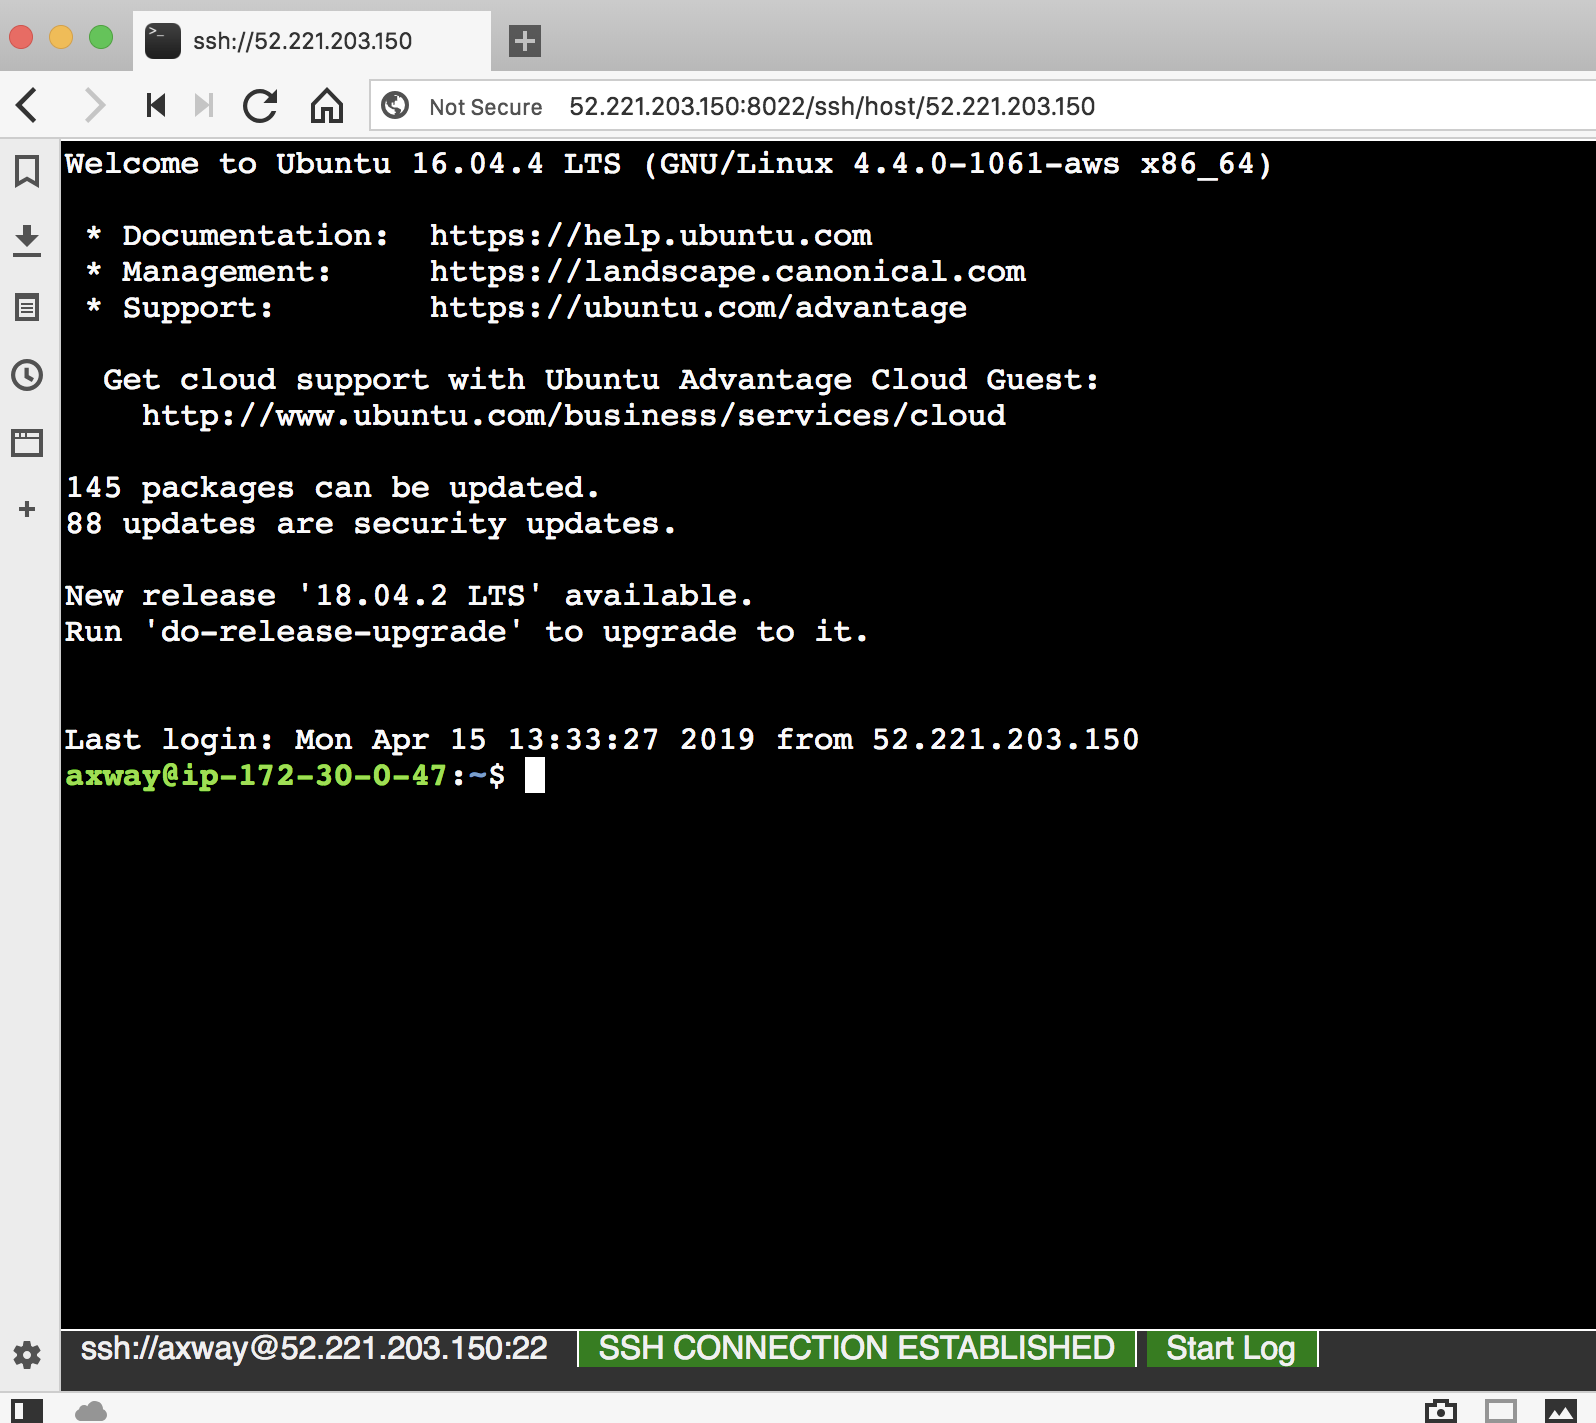 ssh://52.221.203.150
Not Secure 52.221.203.150:8022/ssh/host/52.221.203.150
Welcome to Ubuntu 16.04.4 LTS (GNU/Linux 4.4.0-1061-aws x86_64)
* Documentation: https://help.ubuntu.com
* Management: https://landscape.canonical.com
* Support: https://ubuntu.com/advantage
Get cloud support with Ubuntu Advantage Cloud Guest:
http://www.ubuntu.com/business/services/cloud
145 packages can be updated.
88 updates are security updates.
New release '18.04.2 LTS' available.
Run 'do-release-upgrade' to upgrade to it.
Last login: Mon Apr 15 13:33:27 2019 from 52.221.203.150
axway@ip-172-30-0-47:~$
ssh://axway@52.221.203.150:22 SSH CONNECTION ESTABLISHED Start Log